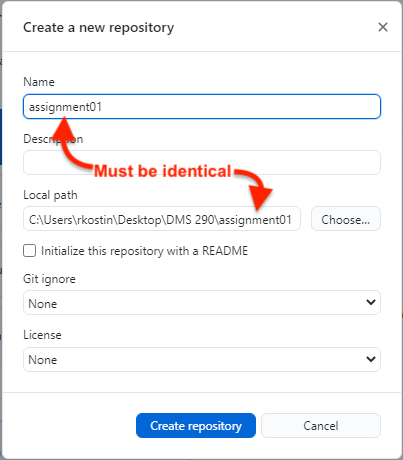 Create a new repository
Name
assignment01
Description
Must be identical
Local path
C:\Users\rkostin\Desktop\DMS 290\assignment01
Choose...
Initialize this repository with a README
Git ignore
None
License
None
Create repository
Cancel